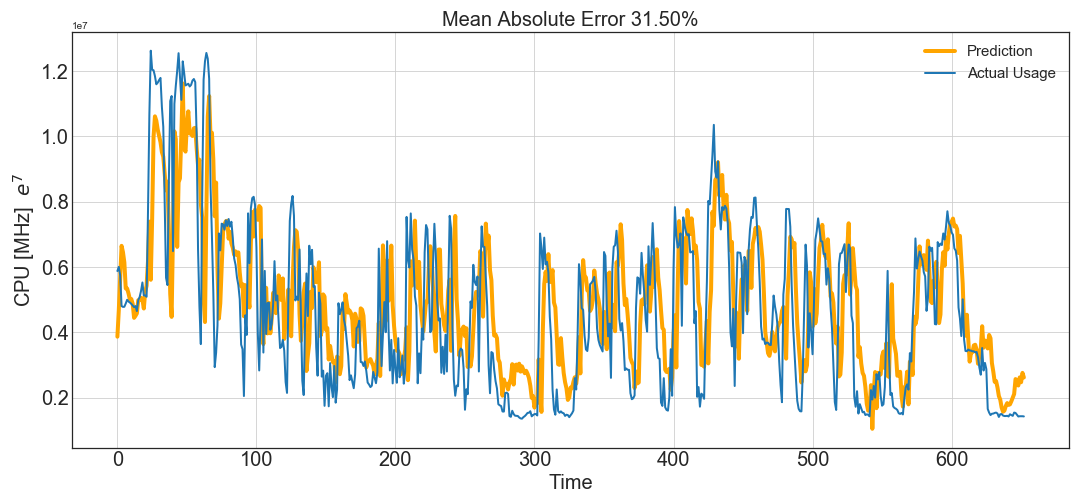 Mean Absolute Error 31.50%
1e7
Prediction
Actual Usage
1.2
1.0
0.8
0.6
0.4
0.2
CPU [MHz] e^7
0 100 200 300 400 500 600
Time